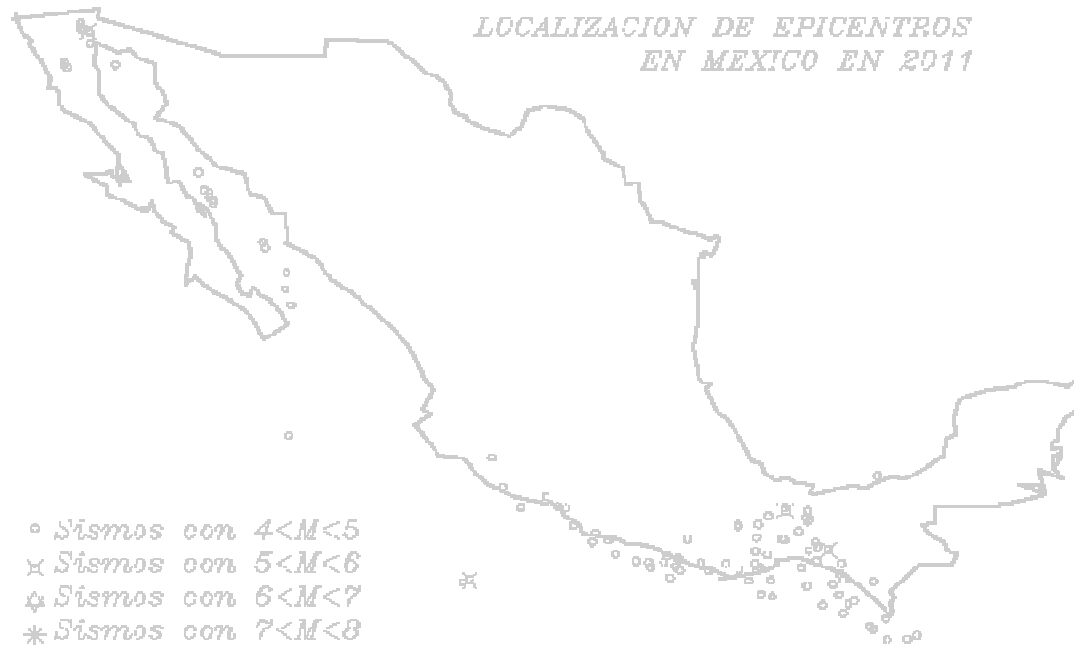 LOCALIZACION DE EPICENTROS
EN MEXICO EN 2011
Sismos con 4<M<5
Sismos con 5<M<6
Sismos con 6<M<7
Sismos con 7<M<8